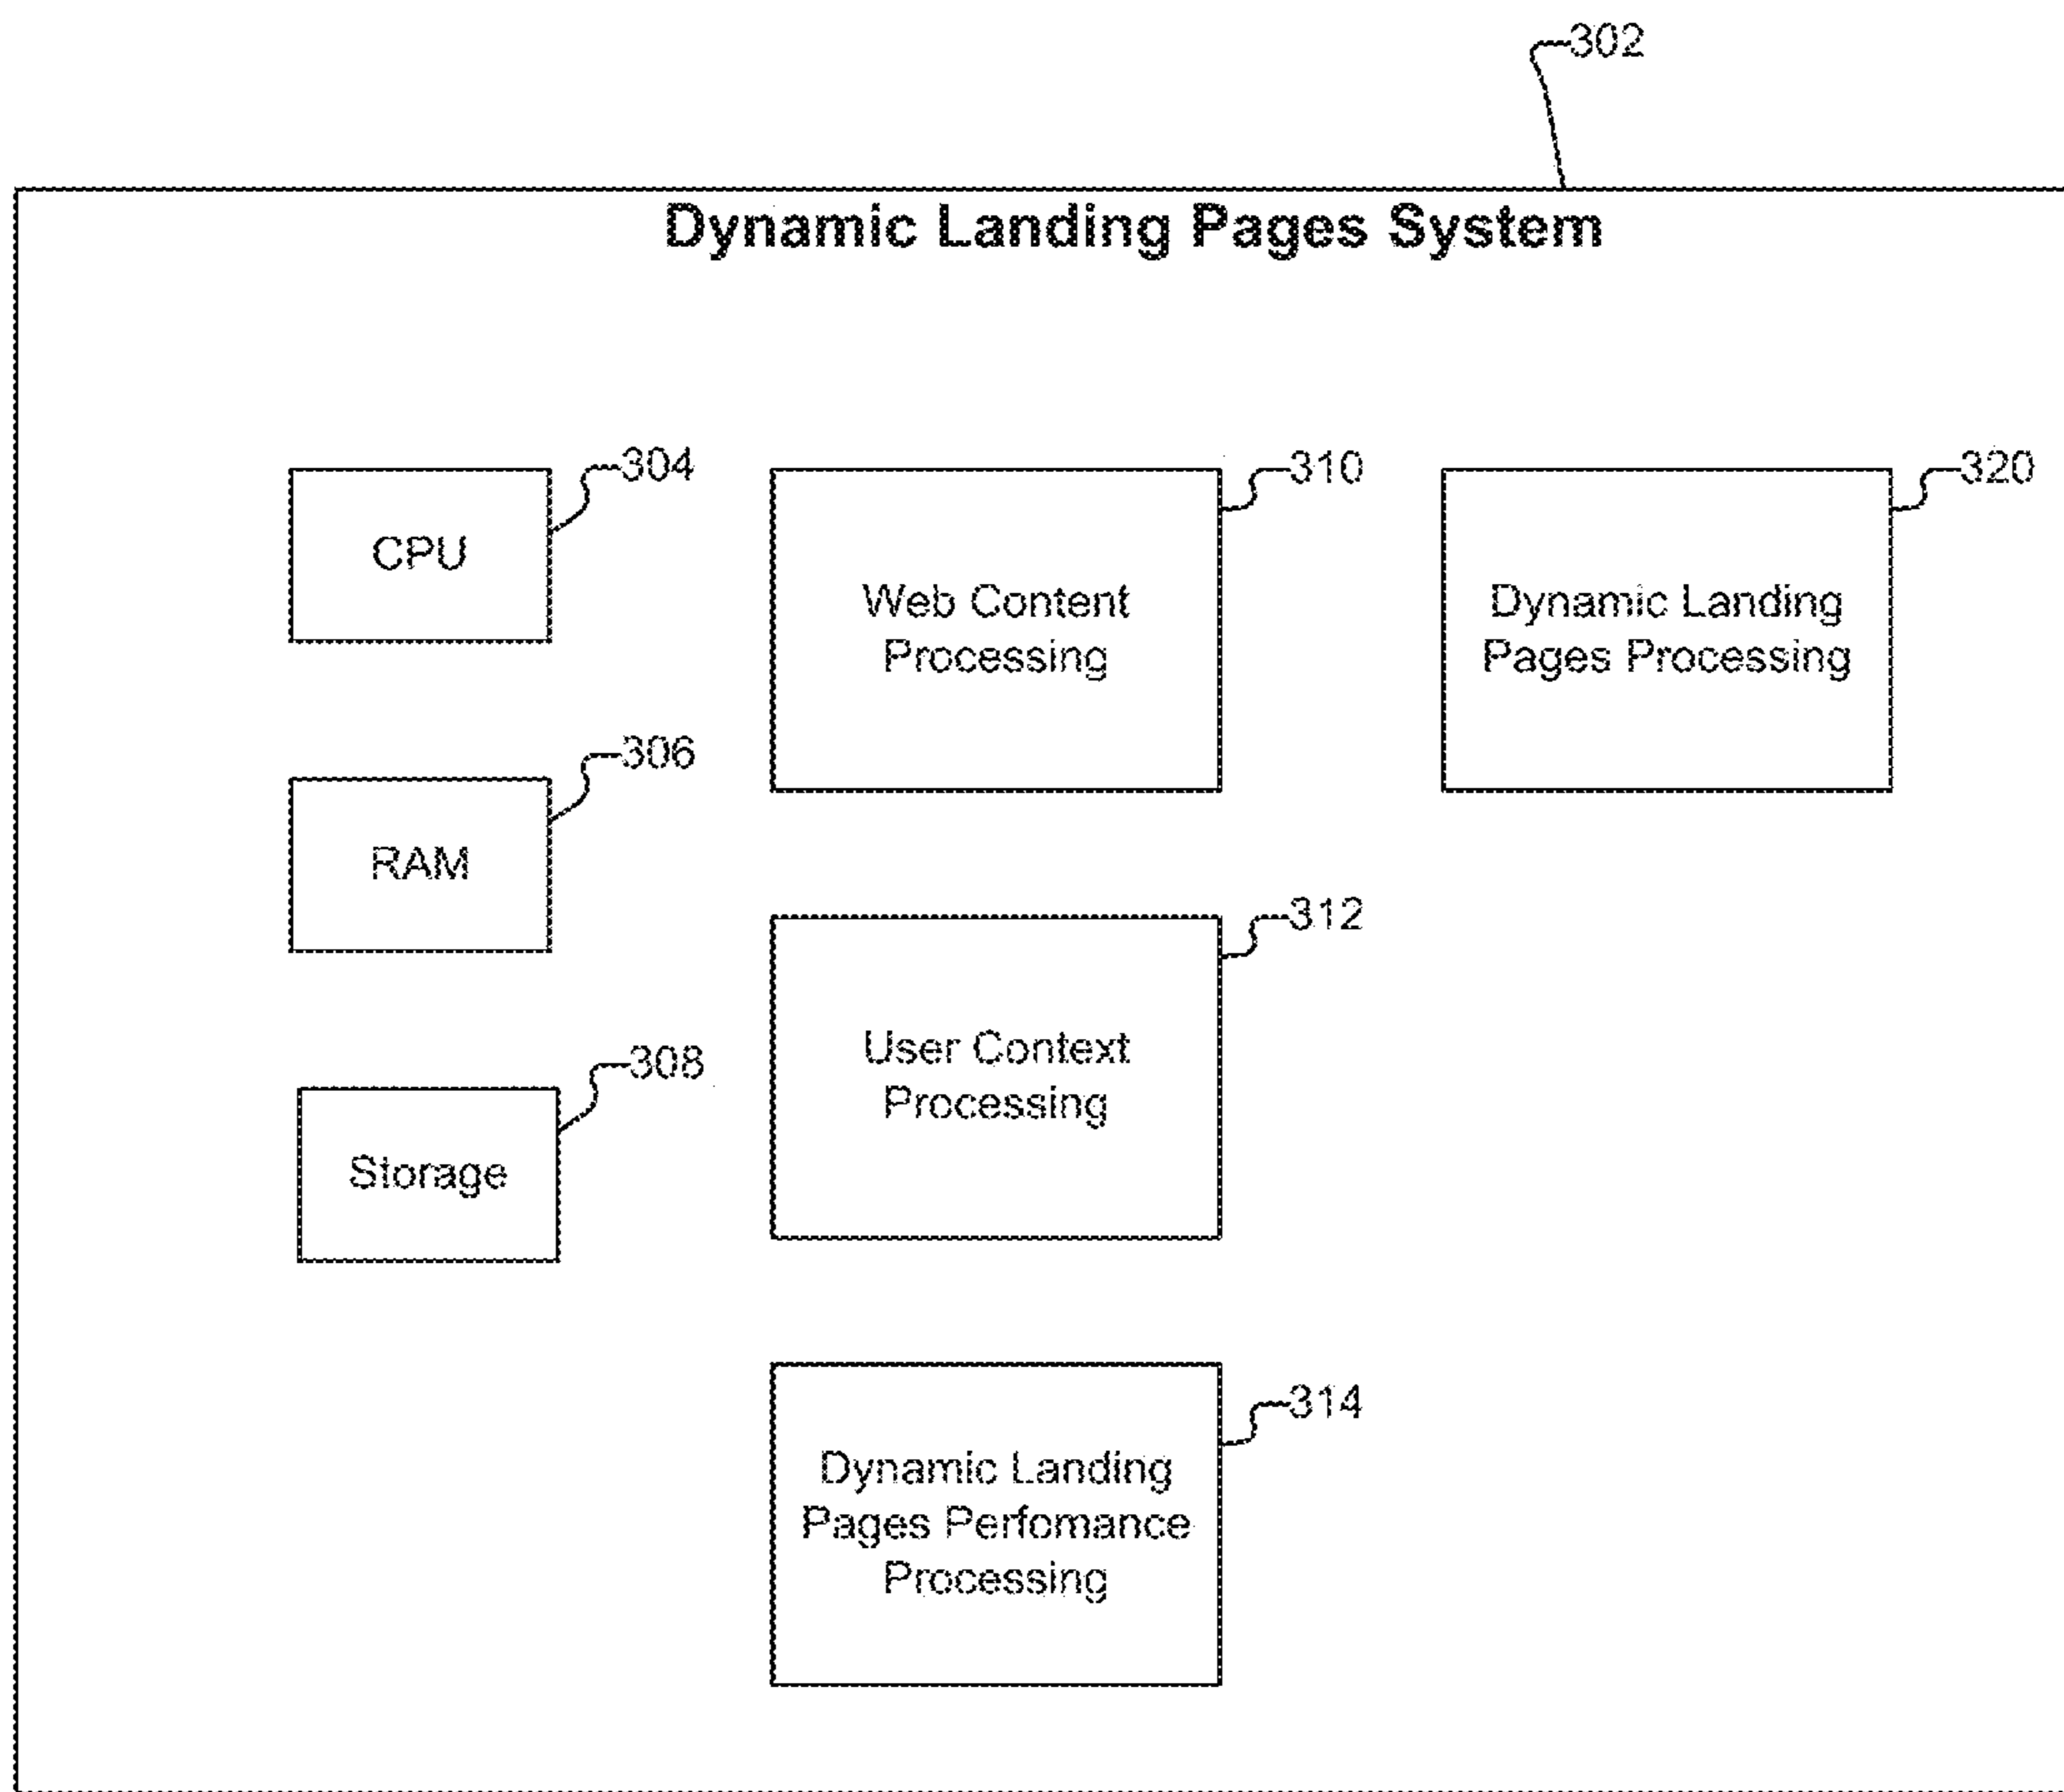 302
Dynamic Landing Pages System
304
CPU
310
Web Content
Processing
320
Dynamic Landing
Pages Processing
306
RAM
312
User Context
Processing
308
Storage
314
Dynamic Landing
Pages Perfomance
Processing